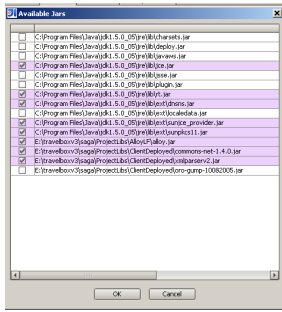 Available Jars
C:\Program Files\Java\jdk1.5.0_05\jre\lib\charsets.jar
C:\Program Files\Java\jdk1.5.0_05\jre\lib\deploy.jar
C:\Program Files\Java\jdk1.5.0_05\jre\lib\javaws.jar
C:\Program Files\Java\jdk1.5.0_05\jre\lib\jce.jar
C:\Program Files\Java\jdk1.5.0_05\jre\lib\jsse.jar
C:\Program Files\Java\jdk1.5.0_05\jre\lib\plugin.jar
C:\Program Files\Java\jdk1.5.0_05\jre\lib\rt.jar
C:\Program Files\Java\jdk1.5.0_05\jre\lib\ext\dnsns.jar
C:\Program Files\Java\jdk1.5.0_05\jre\lib\ext\localedata.jar
C:\Program Files\Java\jdk1.5.0_05\jre\lib\ext\sunjce_provider.jar
C:\Program Files\Java\jdk1.5.0_05\jre\lib\ext\sunpkcs11.jar
E:\travelboxv3\saga\ProjectLibs\AlloyLF\alloy.jar
E:\travelboxv3\saga\ProjectLibs\ClientDeployed\commons-net-1.4.0.jar
E:\travelboxv3\saga\ProjectLibs\ClientDeployed\xmlparserv2.jar
E:\travelboxv3\saga\ProjectLibs\ClientDeployed\oro-gump-10082005.jar
OK Cancel